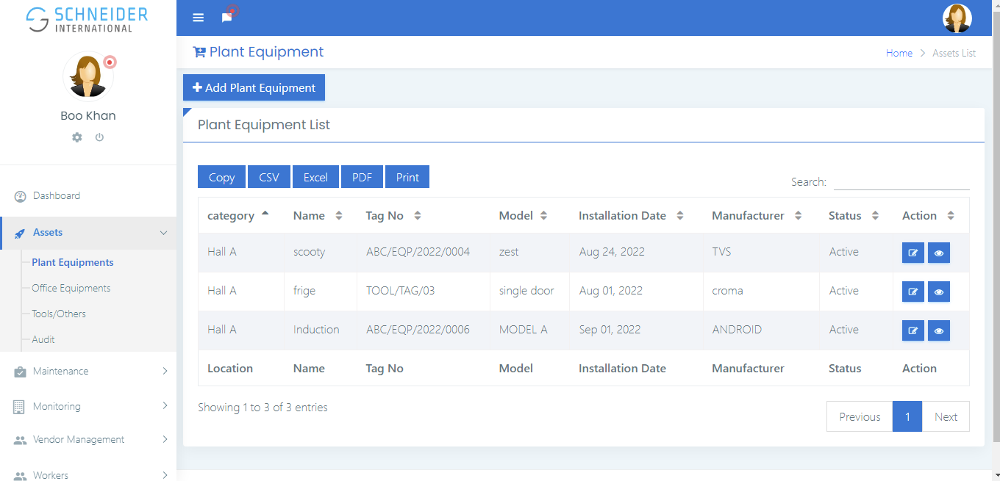 SCHNEIDER
INTERNATIONAL
Boo Khan
Dashboard
Assets
Plant Equipments
Office Equipments
Tools/Others
Audit
Maintenance
Monitoring
Vendor Management
Workers
Plant Equipment
Home > Assets List
Add Plant Equipment
Plant Equipment List
Copy CSV Excel PDF Print
Search:
category Name Tag No Model Installation Date Manufacturer Status Action
Hall A scooty ABC/EQP/2022/0004 zest Aug 24, 2022 TVS Active
Hall A frige TOOL/TAG/03 single door Aug 01, 2022 croma Active
Hall A Induction ABC/EQP/2022/0006 MODEL A Sep 01, 2022 ANDROID Active
Location Name Tag No Model Installation Date Manufacturer Status Action
Showing 1 to 3 of 3 entries
Previous 1 Next